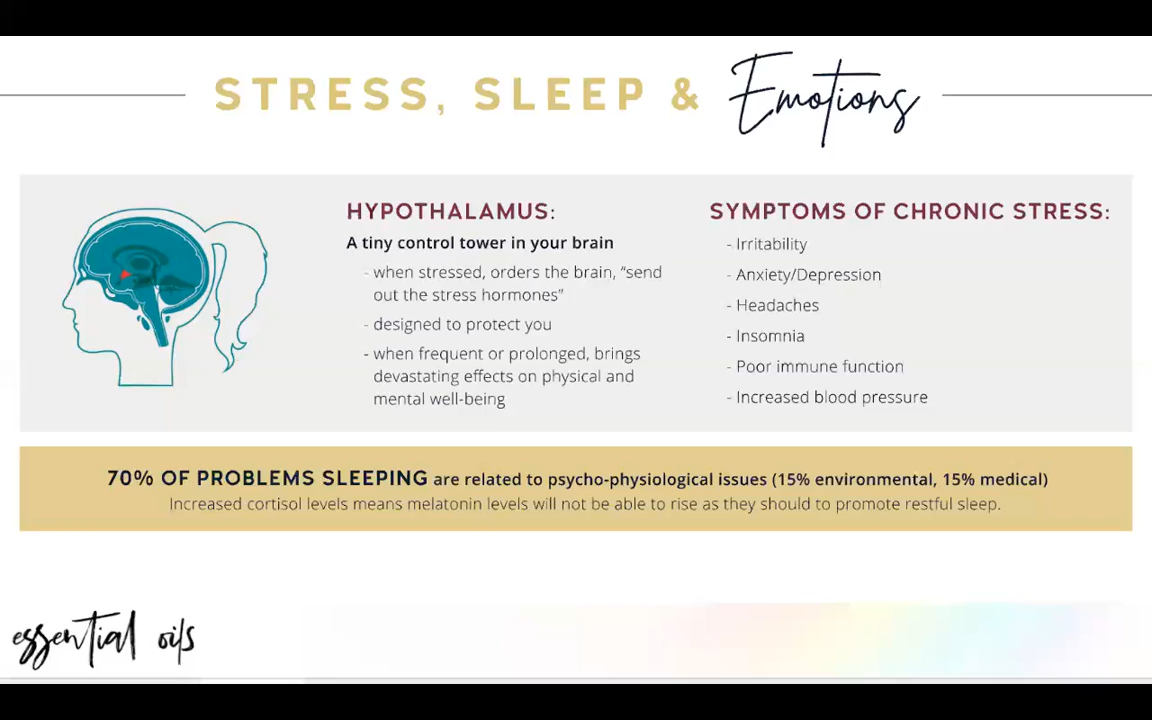 STRESS, SLEEP & Emotions
HYPOTHALAMUS:
A tiny control tower in your brain
- when stressed, orders the brain, “send
out the stress hormones”
- designed to protect you
- when frequent or prolonged, brings
devastating effects on physical and
mental well-being
SYMPTOMS OF CHRONIC STRESS:
- Irritability
- Anxiety/Depression
- Headaches
- Insomnia
- Poor immune function
- Increased blood pressure
70% OF PROBLEMS SLEEPING are related to psycho-physiological issues (15% environmental, 15% medical)
Increased cortisol levels means melatonin levels will not be able to rise as they should to promote restful sleep.
essential oils